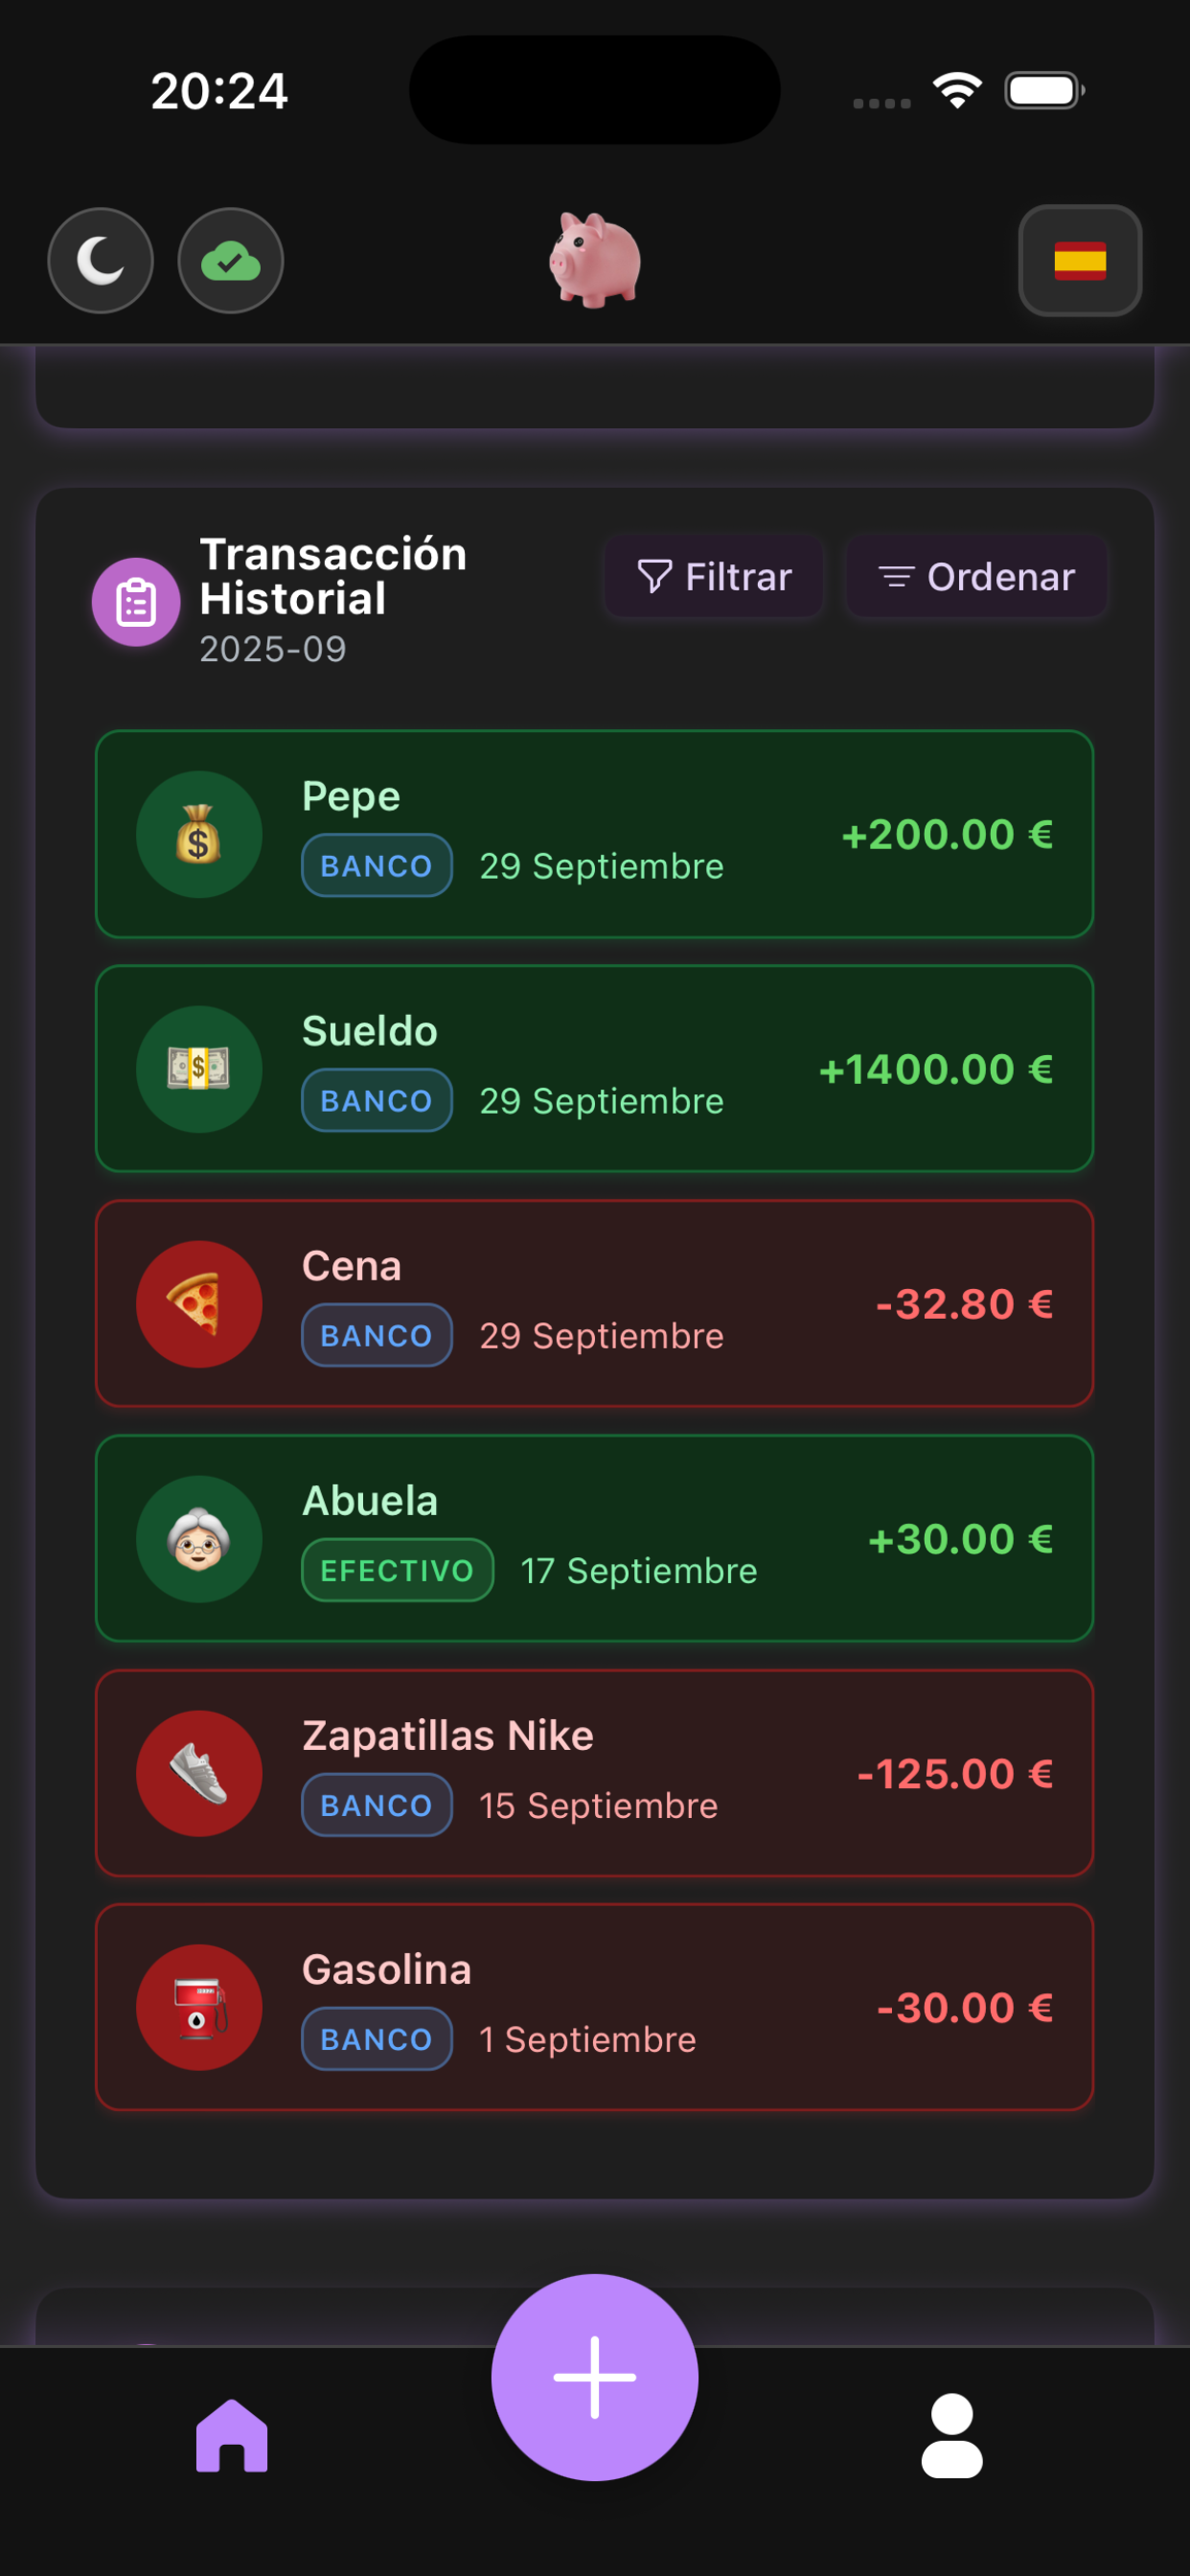 20:24
Transacción
Historial
2025-09
Filtrar
Ordenar
Pepe
BANCO 29 Septiembre
+200.00 €
Sueldo
BANCO 29 Septiembre
+1400.00 €
Cena
BANCO 29 Septiembre
-32.80 €
Abuela
EFECTIVO 17 Septiembre
+30.00 €
Zapatillas Nike
BANCO 15 Septiembre
-125.00 €
Gasolina
BANCO 1 Septiembre
-30.00 €